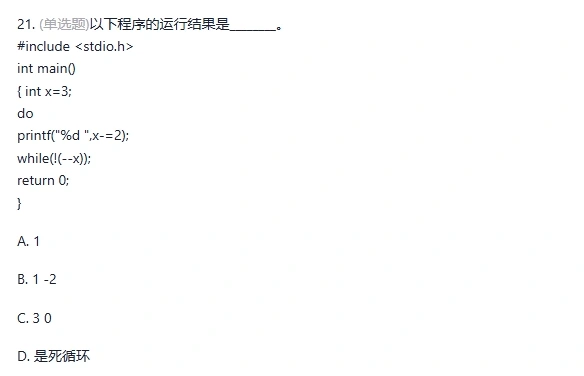 21. (单选题)以下程序的运行结果是_______。
#include <stdio.h>
int main()
{ int x=3;
do
printf("%d ",x-=2);
while(!(--x));
return 0;
}
A. 1
B. 1 -2
C. 3 0
D. 是死循环